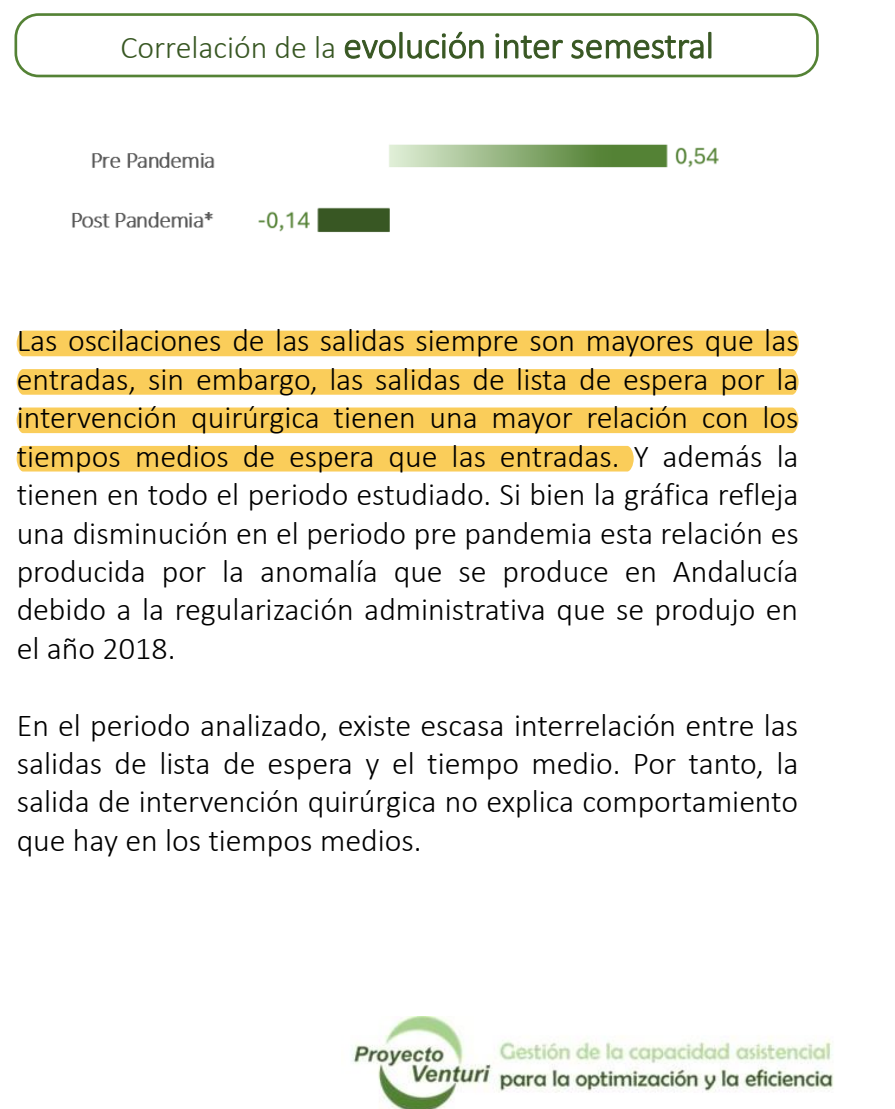 Correlación de la evolución inter semestral
Pre Pandemia
0,54
Post Pandemia*
-0,14
Las oscilaciones de las salidas siempre son mayores que las
entradas, sin embargo, las salidas de lista de espera por la
intervención quirúrgica tienen una mayor relación con los
tiempos medios de espera que las entradas. Y además la
tienen en todo el periodo estudiado. Si bien la gráfica refleja
una disminución en el periodo pre pandemia esta relación es
producida por la anomalía que se produce en Andalucía
debido a la regularización administrativa que se produjo en
el año 2018.
En el periodo analizado, existe escasa interrelación entre las
salidas de lista de espera y el tiempo medio. Por tanto, la
salida de intervención quirúrgica no explica comportamiento
que hay en los tiempos medios.
Proyecto
Venturi
Gestión de la capacidad asistencial
para la optimización y la eficiencia